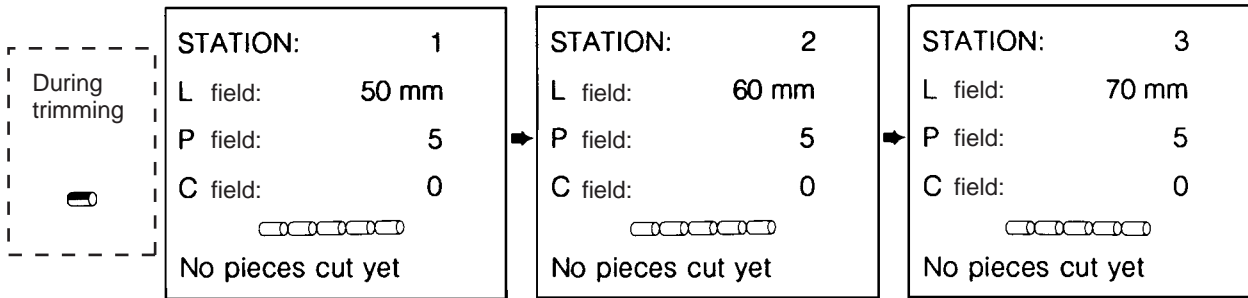 During
trimming
STATION: 1
L field: 50 mm
P field: 5
C field: 0
No pieces cut yet
STATION: 2
L field: 60 mm
P field: 5
C field: 0
No pieces cut yet
STATION: 3
L field: 70 mm
P field: 5
C field: 0
No pieces cut yet